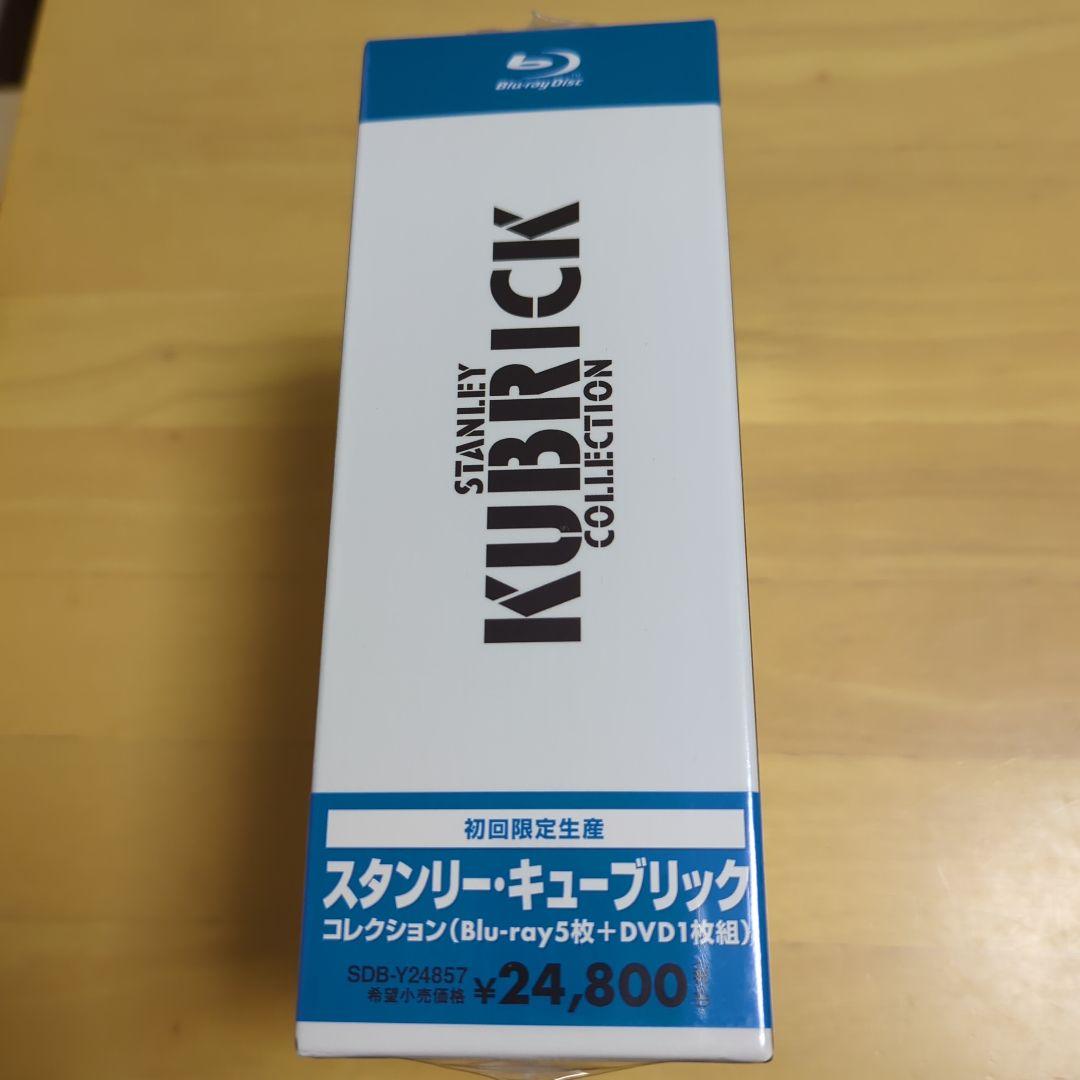 Blu-ray Disc
STANLEY
KUBRICK
COLLECTION
初回限定生産
スタンリー・キューブリック
コレクション(Blu-ray5枚+DVD1枚組)
SDB-Y24857
希望小売価格 ¥24,800